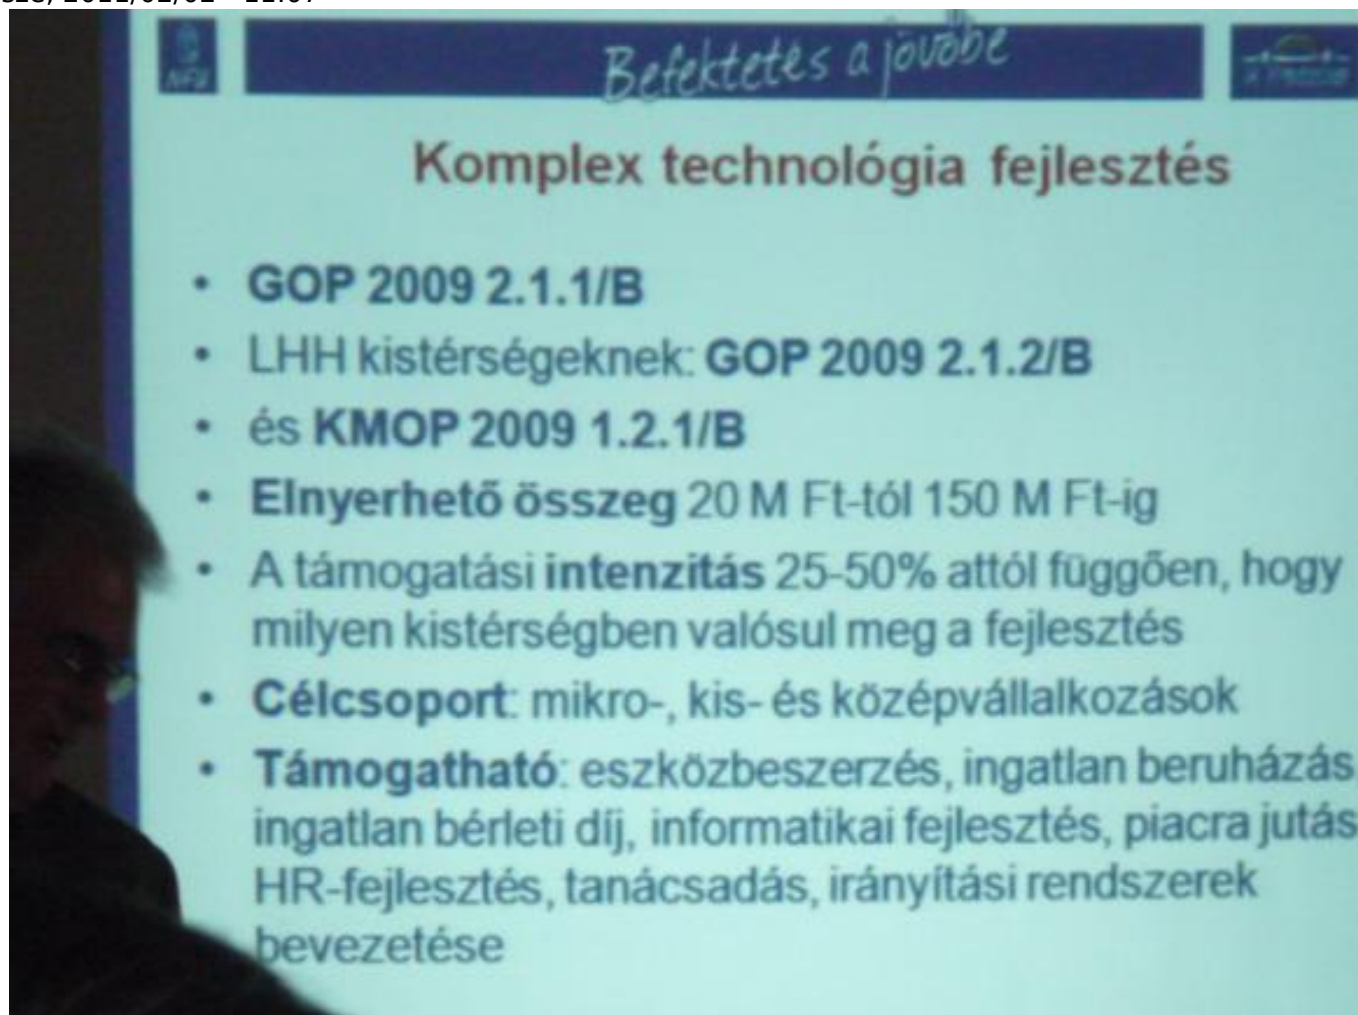 NFÜ
Befektetés a jövőbe
Komplex technológia fejlesztés
• GOP 2009 2.1.1/B
• LHH kistérségeknek: GOP 2009 2.1.2/B
• és KMOP 2009 1.2.1/B
• Elnyerhető összeg 20 M Ft-tól 150 M Ft-ig
• A támogatási intenzitás 25-50% attól függően, hogy
milyen kistérségben valósul meg a fejlesztés
• Célcsoport: mikro-, kis- és középvállalkozások
• Támogatható: eszközbeszerzés, ingatlan beruházás
ingatlan bérleti díj, informatikai fejlesztés, piacra jutás
HR-fejlesztés, tanácsadás, irányítási rendszerek
bevezetése